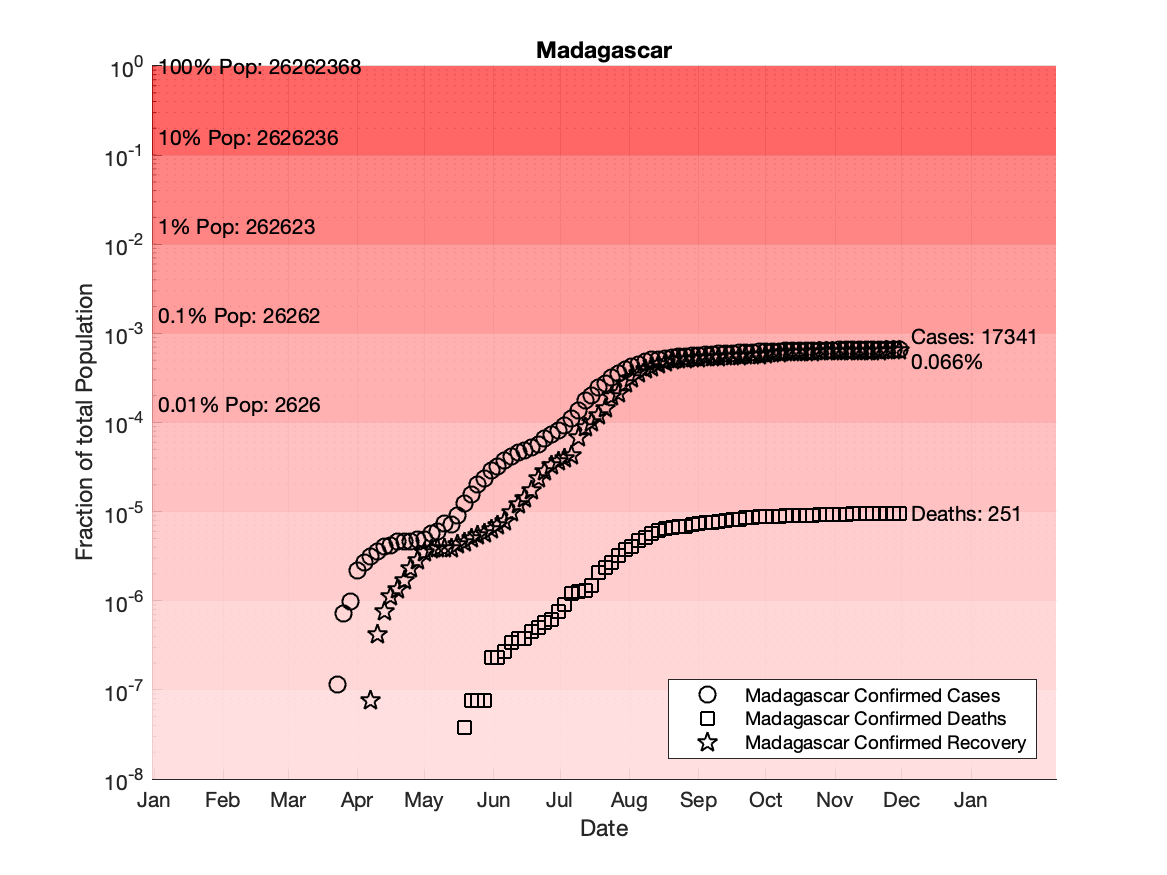 Madagascar
10^0
100% Pop: 26262368
10% Pop: 2626236
10^-1
1% Pop: 262623
10^-2
0.1% Pop: 26262
10^-3
Cases: 17341
0.066%
0.01% Pop: 2626
10^-4
10^-5
Deaths: 251
10^-6
10^-7
10^-8
Fraction of total Population
Madagascar Confirmed Cases
Madagascar Confirmed Deaths
Madagascar Confirmed Recovery
Jan Feb Mar Apr May Jun Jul Aug Sep Oct Nov Dec Jan
Date